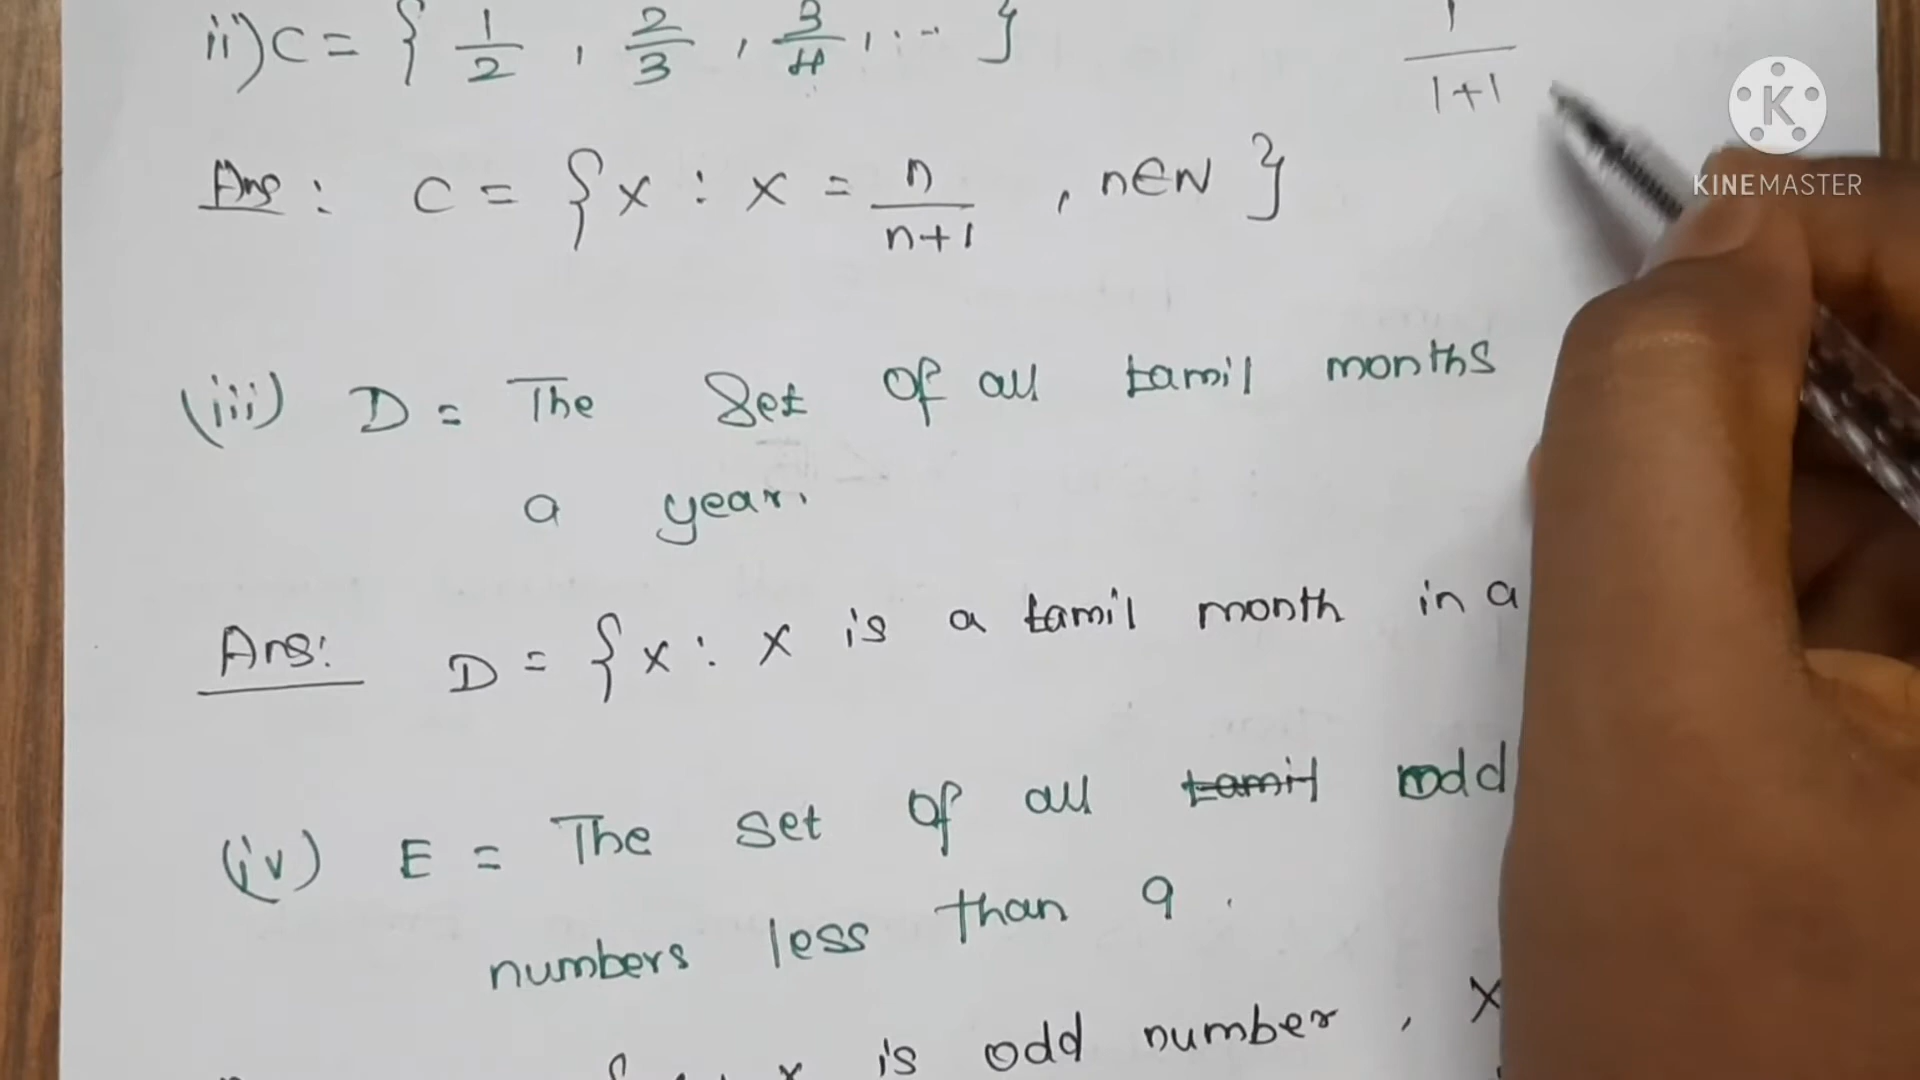 ii) C = { 1/2 , 2/3 , 3/4 , ... }
1/1+1
Ans : C = { x : x = n/n+1 , n∈N }
KINEMASTER
(iii) D = The Set Of all tamil months
a year.
Ans: D = { x : x is a tamil month in a
(iv) E = The set of all tamil odd
numbers less than 9 .
x is odd number , x